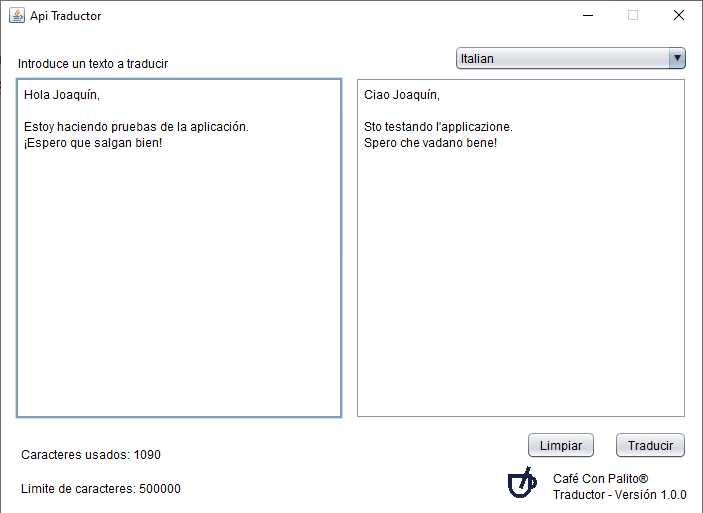 Api Traductor
Introduce un texto a traducir
Italian
Hola Joaquín,
Estoy haciendo pruebas de la aplicación.
¡Espero que salgan bien!
Ciao Joaquín,
Sto testando l'applicazione.
Spero che vadano bene!
Limpiar
Traducir
Caracteres usados: 1090
Limite de caracteres: 500000
Café Con Palito®
Traductor - Versión 1.0.0